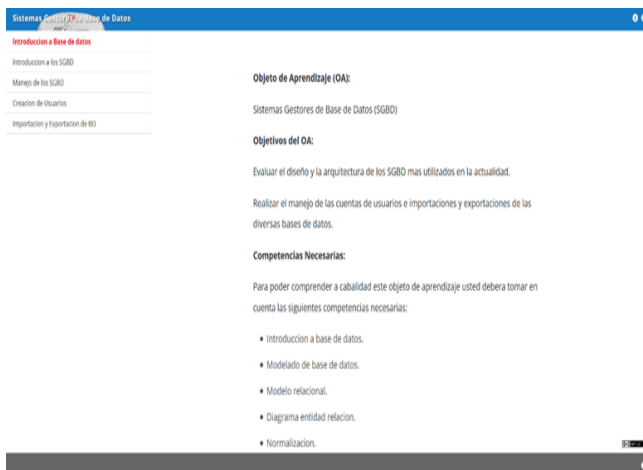 Sistemas Gestores de Base de Datos
Introduccion a Base de datos
Introduccion a los SGBD
Manejo de los SGBD
Creacion de Usuarios
Importacion y Exportacion de BD
Objeto de Aprendizaje (OA):
Sistemas Gestores de Base de Datos (SGBD)
Objetivos del OA:
Evaluar el diseño y la arquitectura de los SGBD mas utilizados en la actualidad.
Realizar el manejo de las cuentas de usuarios e importaciones y exportaciones de las
diversas bases de datos.
Competencias Necesarias:
Para poder comprender a cabalidad este objeto de aprendizaje usted debera tomar en
cuenta las siguientes competencias necesarias:
• Introduccion a base de datos.
• Modelado de base de datos.
• Modelo relacional.
• Diagrama entidad relacion.
• Normalizacion.